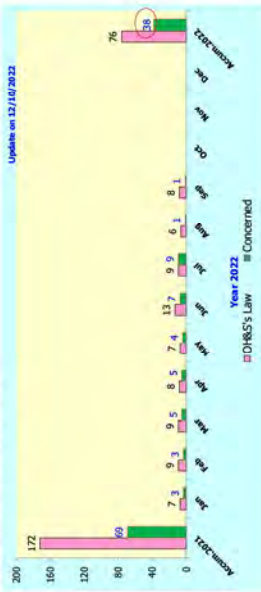 Update on 12/10/2022
200
160
120
80
40
0
172
69
7
3
9
3
9
5
8
5
7
4
13
7
9
9
6
1
8
1
76
38
Accum.2021
Jan
Feb
Mar
Apr
May
Jun
Jul
Aug
Sep
Oct
Nov
Dec
Accum.2022
Year 2022
DH&S's Law
Concerned